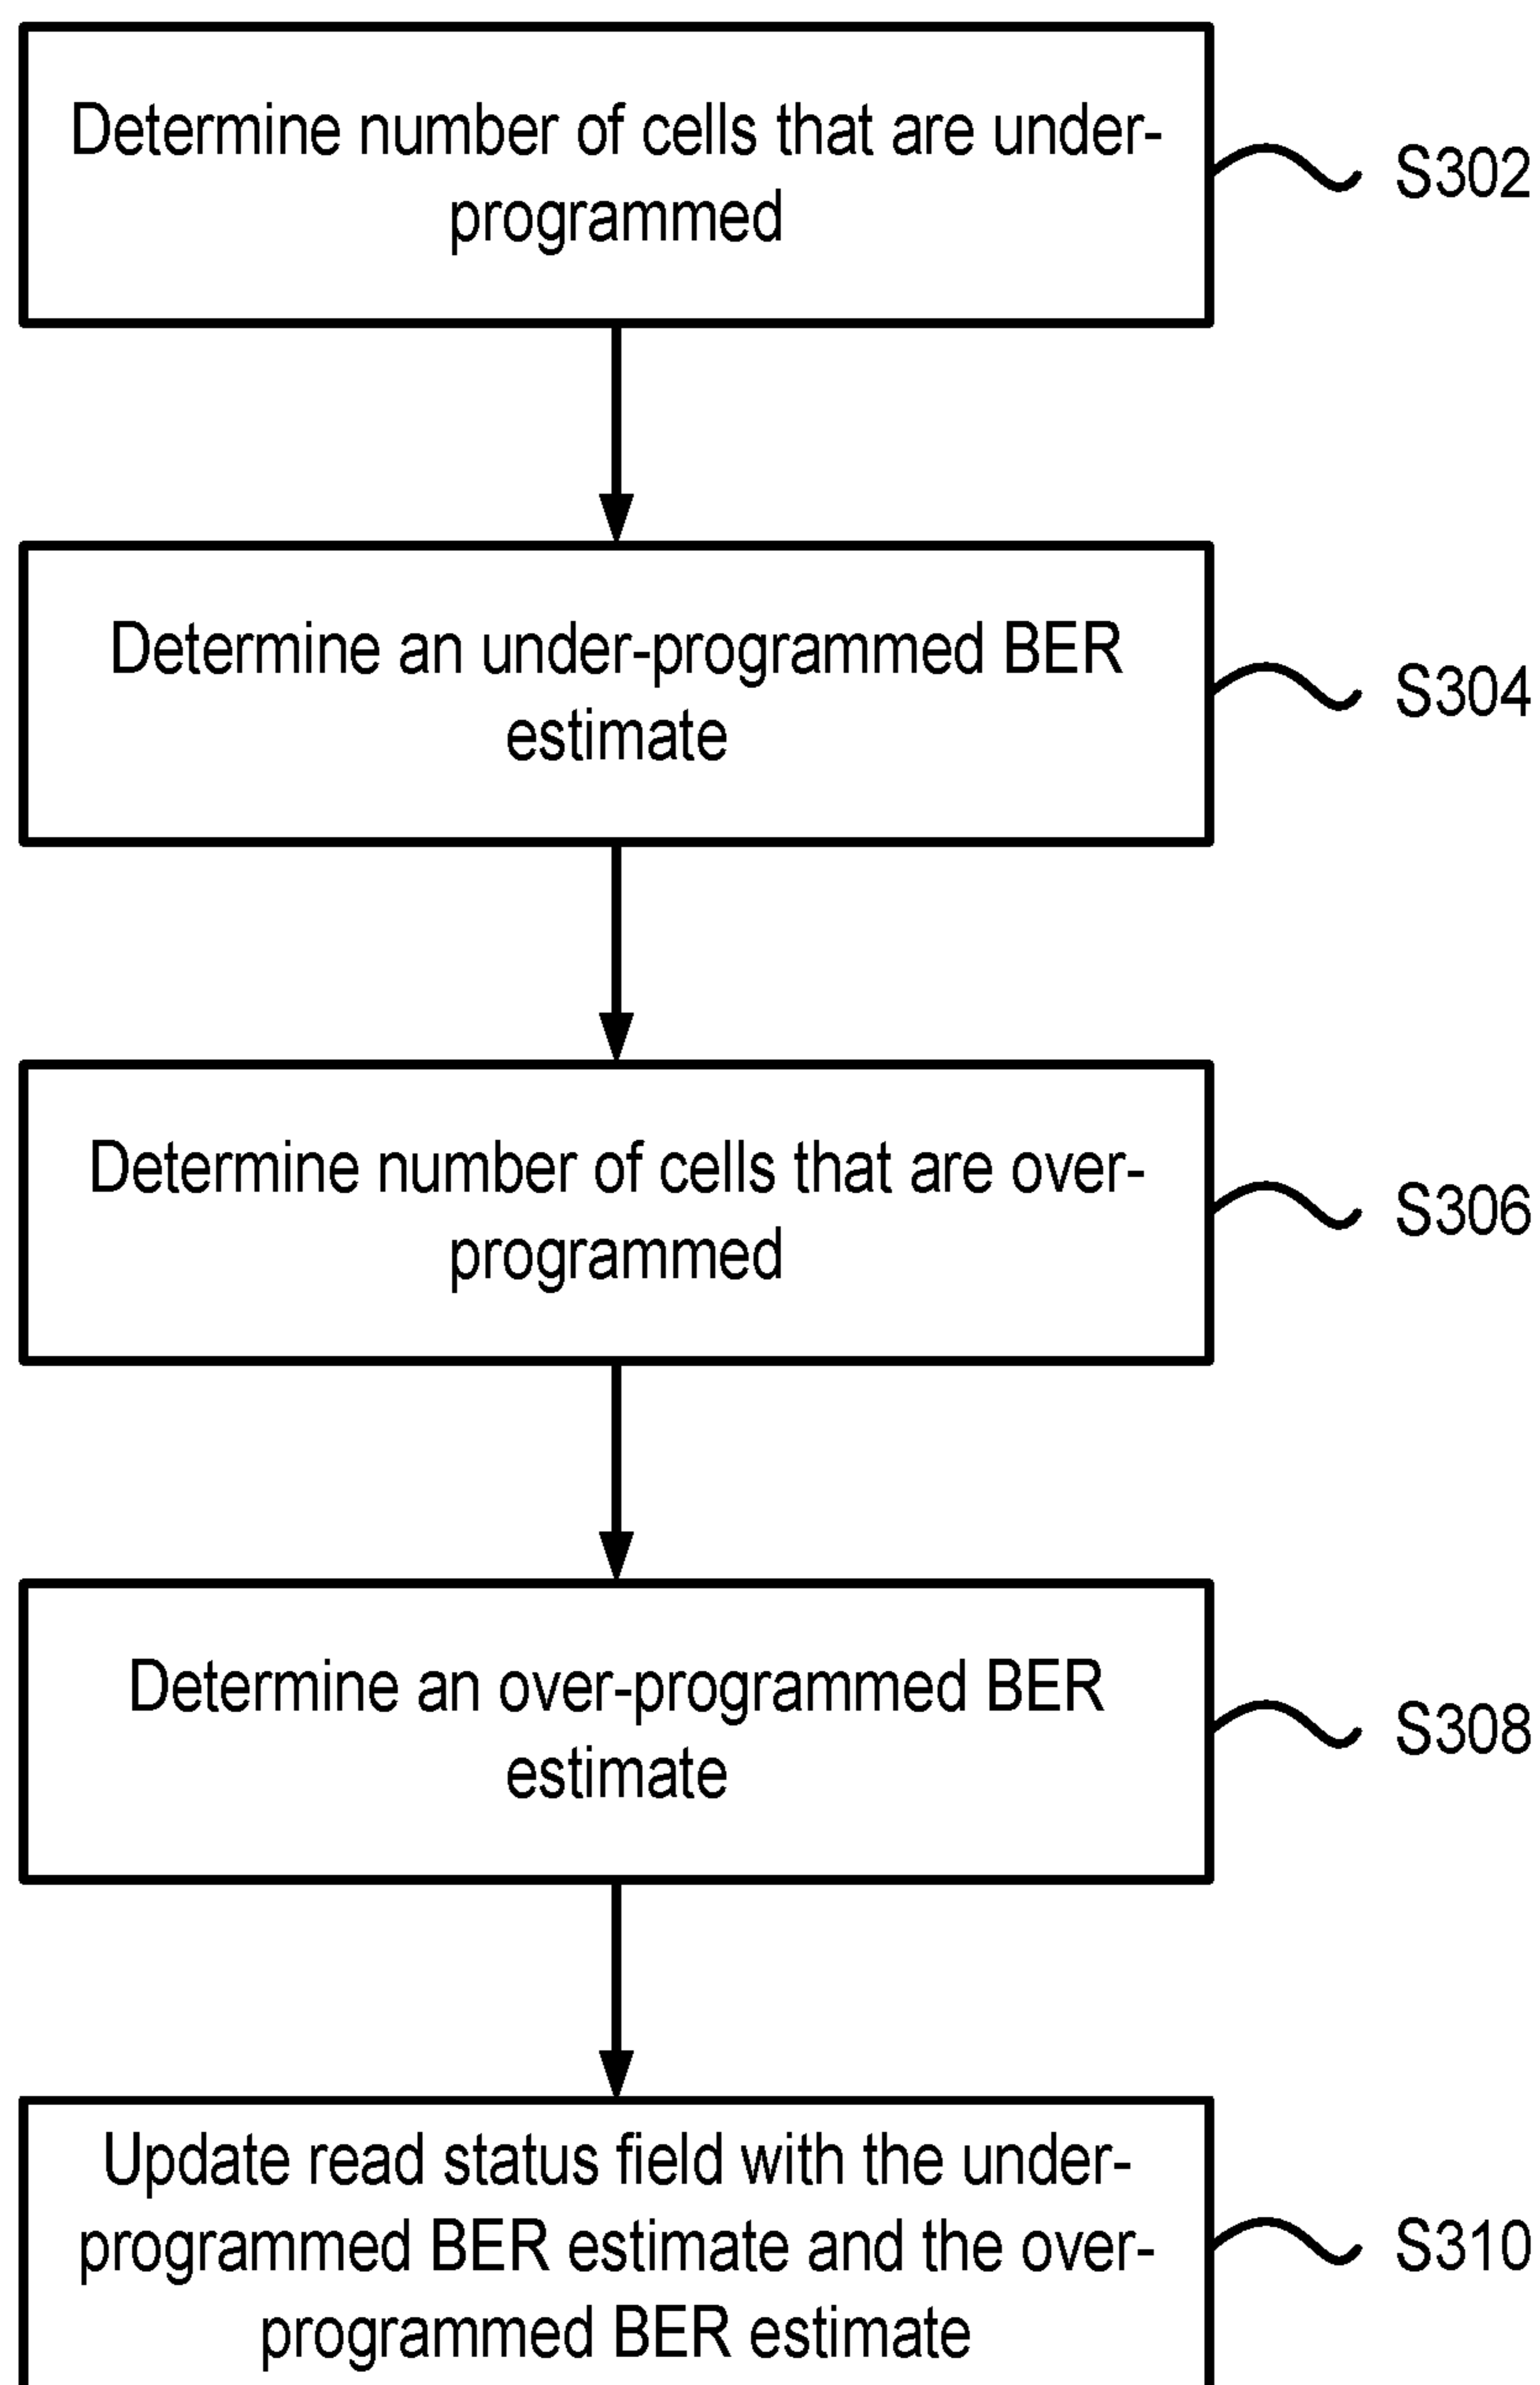 Determine number of cells that are under-
programmed
S302
Determine an under-programmed BER
estimate
S304
Determine number of cells that are over-
programmed
S306
Determine an over-programmed BER
estimate
S308
Update read status field with the under-
programmed BER estimate and the over-
programmed BER estimate
S310